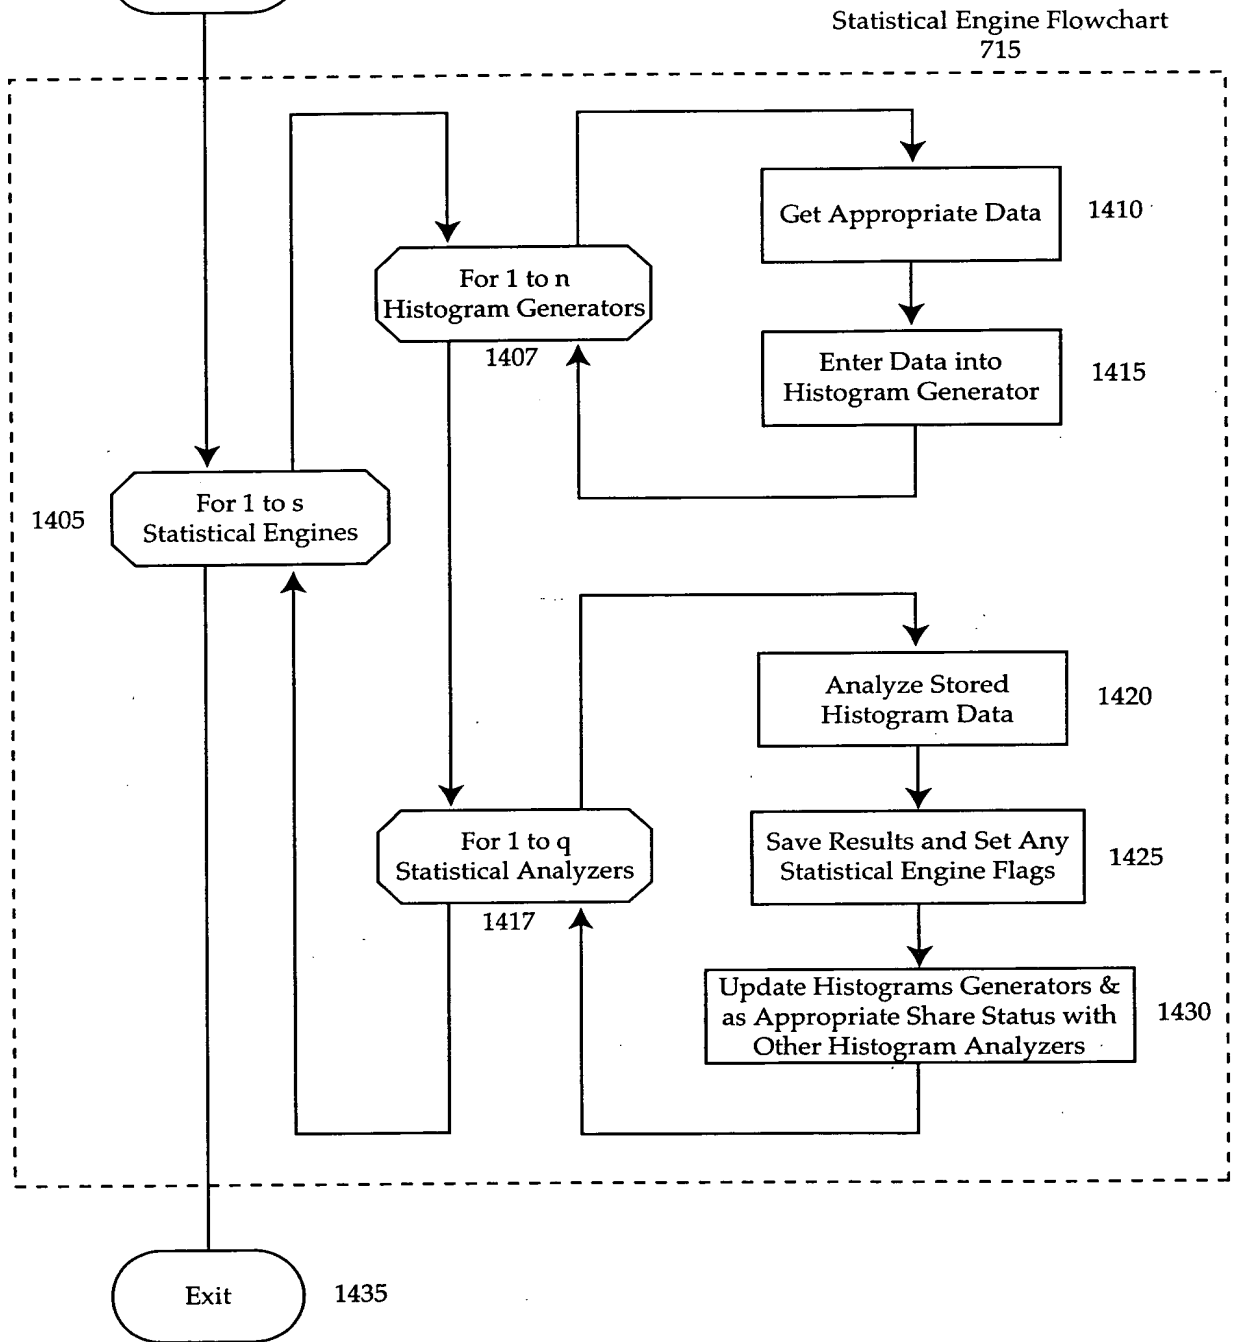 Statistical Engine Flowchart
715
Get Appropriate Data
1410
For 1 to n
Histogram Generators
1407
Enter Data into
Histogram Generator
1415
For 1 to s
Statistical Engines
1405
Analyze Stored
Histogram Data
1420
For 1 to q
Statistical Analyzers
1417
Save Results and Set Any
Statistical Engine Flags
1425
Update Histograms Generators &
as Appropriate Share Status with
Other Histogram Analyzers
1430
Exit
1435